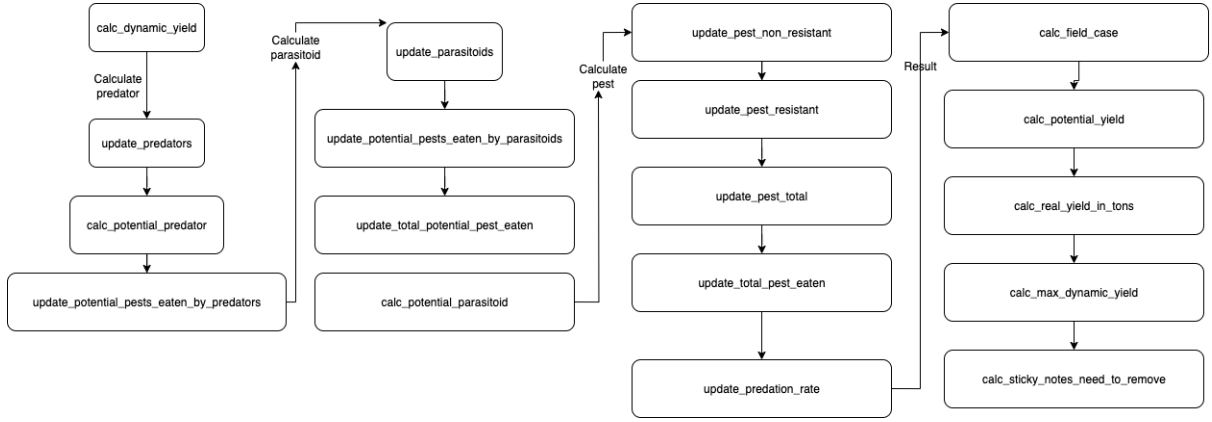 calc_dynamic_yield
Calculate
predator
update_predators
calc_potential_predator
update_potential_pests_eaten_by_predators
Calculate
parasitoid
update_parasitoids
update_potential_pests_eaten_by_parasitoids
update_total_potential_pest_eaten
calc_potential_parasitoid
Calculate
pest
update_pest_non_resistant
update_pest_resistant
update_pest_total
update_total_pest_eaten
update_predation_rate
Result
calc_field_case
calc_potential_yield
calc_real_yield_in_tons
calc_max_dynamic_yield
calc_sticky_notes_need_to_remove